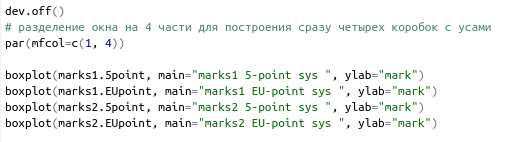 dev.off()
# разделение окна на 4 части для построения сразу четырех коробок с усами
par(mfcol=c(1, 4))
boxplot(marks1.5point, main="marks1 5-point sys ", ylab="mark")
boxplot(marks1.EUpoint, main="marks1 EU-point sys ", ylab="mark")
boxplot(marks2.5point, main="marks2 5-point sys ", ylab="mark")
boxplot(marks2.EUpoint, main="marks2 EU-point sys ", ylab="mark")